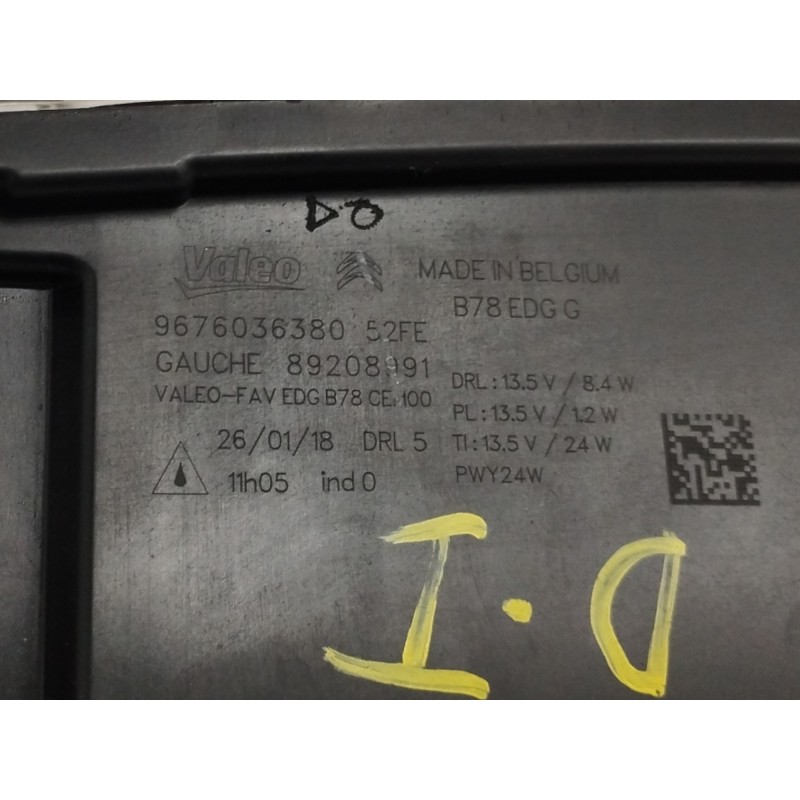 Valeo MADE IN BELGIUM
B78 EDG G
9676036380 52FE
GAUCHE 89208991
VALEO-FAV EDG B78 CE: 100
DRL : 13.5 V / 8.4 W
PL : 13.5 V / 1.2 W
26/01/18 DRL 5
TI : 13.5 V / 24 W
11h05 ind 0
PWY24W
D.I